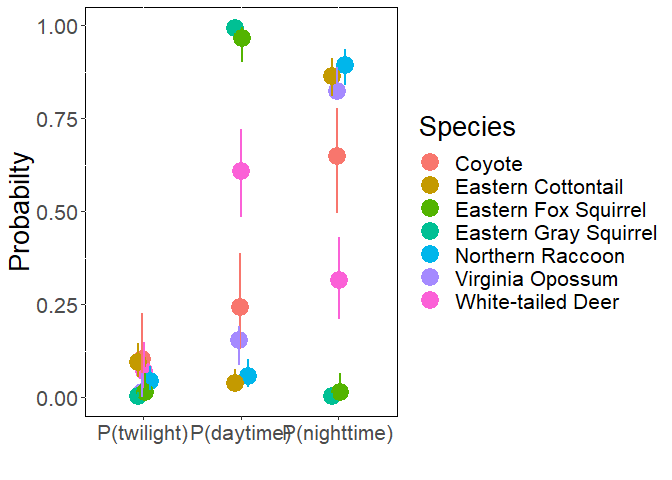 1.00
0.75
0.50
0.25
0.00
Probabilty
P(twilight) P(daytime) P(nighttime)
Species
Coyote
Eastern Cottontail
Eastern Fox Squirrel
Eastern Gray Squirrel
Northern Raccoon
Virginia Opossum
White-tailed Deer